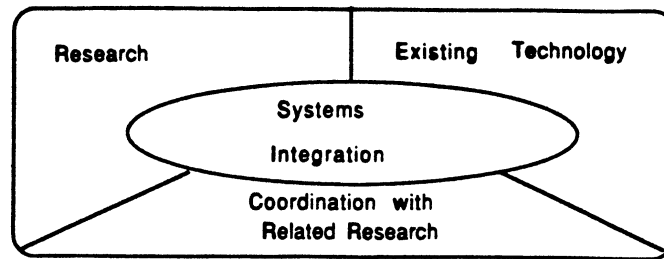 Research
Existing Technology
Systems
Integration
Coordination with
Related Research